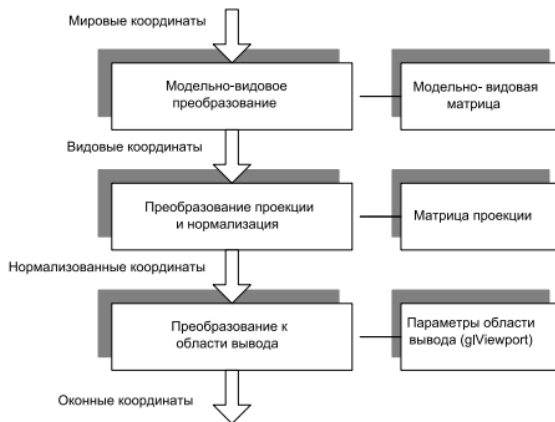 Мировые координаты
Модельно-видовое
преобразование
Модельно- видовая
матрица
Видовые координаты
Преобразование проекции
и нормализация
Матрица проекции
Нормализованные координаты
Преобразование к
области вывода
Параметры области
вывода (glViewport)
Оконные координаты